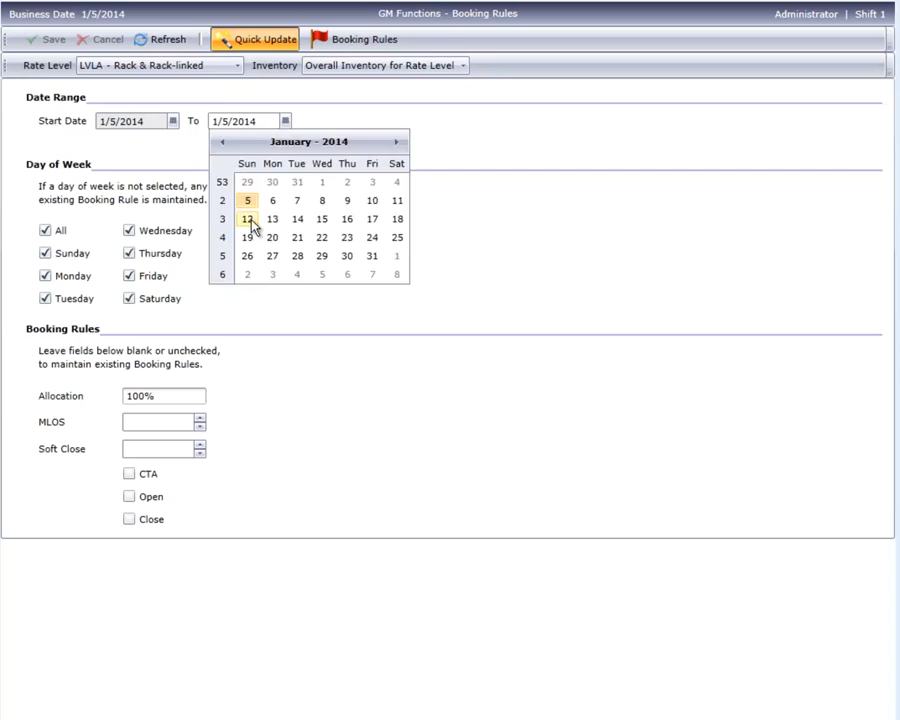 Business Date 1/5/2014 GM Functions - Booking Rules Administrator | Shift 1
Save Cancel Refresh Quick Update Booking Rules
Rate Level LVLA - Rack & Rack-linked Inventory Overall Inventory for Rate Level
Date Range
Start Date 1/5/2014 To 1/5/2014
January - 2014
Sun Mon Tue Wed Thu Fri Sat
53 29 30 31 1 2 3 4
2 5 6 7 8 9 10 11
3 12 13 14 15 16 17 18
4 19 20 21 22 23 24 25
5 26 27 28 29 30 31 1
6 2 3 4 5 6 7 8
Day of Week
If a day of week is not selected, any
existing Booking Rule is maintained.
All Wednesday
Sunday Thursday
Monday Friday
Tuesday Saturday
Booking Rules
Leave fields below blank or unchecked,
to maintain existing Booking Rules.
Allocation 100%
MLOS
Soft Close
CTA
Open
Close